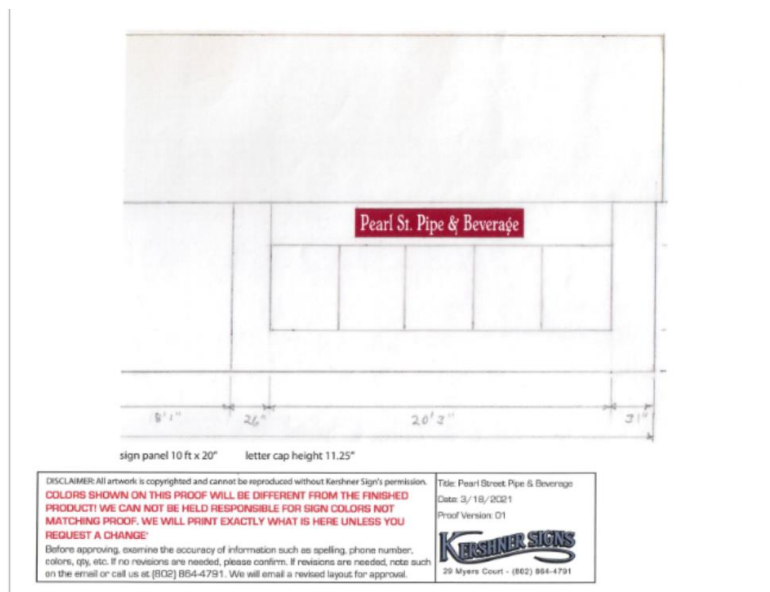 Pearl St. Pipe & Beverage
8'1" 26" 20'3" 31"
sign panel 10 ft x 20" letter cap height 11.25"
DISCLAIMER: All artwork is copyrighted and cannot be reproduced without Kershner Sign's permission.
COLORS SHOWN ON THIS PROOF WILL BE DIFFERENT FROM THE FINISHED
PRODUCT! WE CAN NOT BE HELD RESPONSIBLE FOR SIGN COLORS NOT
MATCHING PROOF. WE WILL PRINT EXACTLY WHAT IS HERE UNLESS YOU
REQUEST A CHANGE*
Before approving, examine the accuracy of information such as spelling, phone number,
colors, qty, etc. If no revisions are needed, please confirm. If revisions are needed, note such
on the email or call us at (802) 864-4791. We will email a revised layout for approval.
Title: Pearl Street Pipe & Beverage
Date: 3/18/2021
Proof Version: 01
KERSHNER SIGNS
29 Myers Court - (802) 864-4791